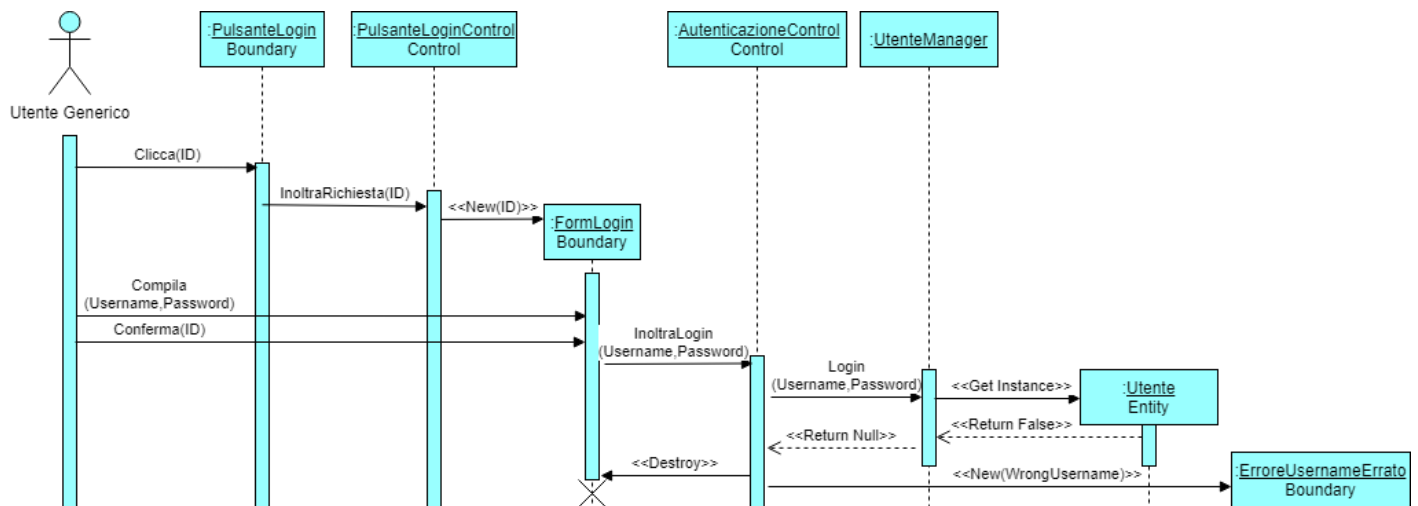 :PulsanteLogin
Boundary
:PulsanteLoginControl
Control
:AutenticazioneControl
Control
:UtenteManager
Utente Generico
Clicca(ID)
InoltraRichiesta(ID)
<<New(ID)>>
:FormLogin
Boundary
Compila
(Username,Password)
Conferma(ID)
InoltraLogin
(Username,Password)
Login
(Username,Password)
<<Get Instance>>
:Utente
Entity
<<Return False>>
<<Return Null>>
<<Destroy>>
<<New(WrongUsername)>>
:ErroreUsernameErrato
Boundary